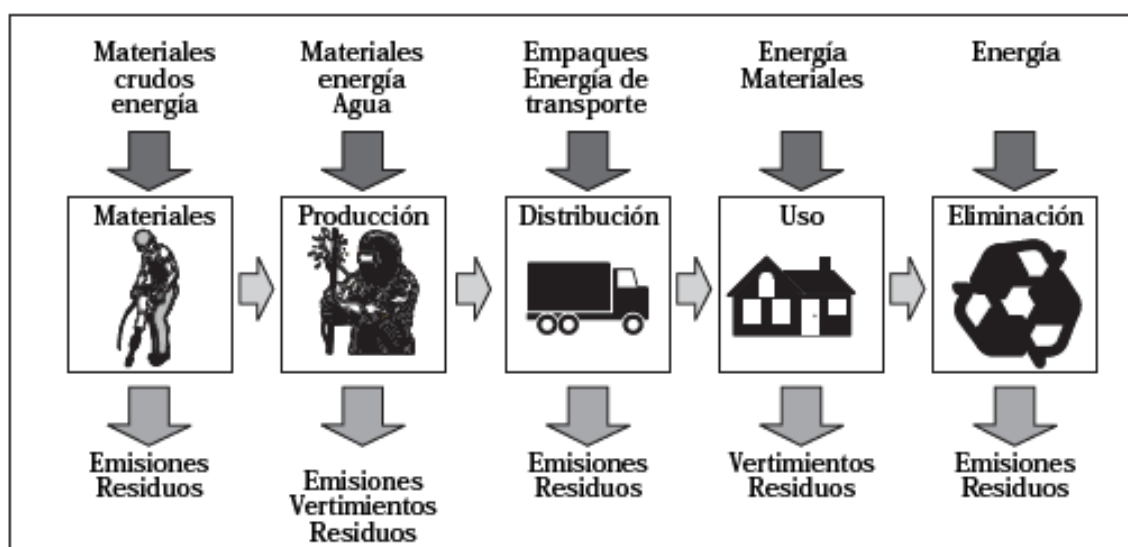 Materiales
crudos
energía
Materiales
energía
Agua
Empaques
Energía de
transporte
Energía
Materiales
Energía
Materiales
Producción
Distribución
Uso
Eliminación
Emisiones
Residuos
Emisiones
Vertimientos
Residuos
Emisiones
Residuos
Vertimientos
Residuos
Emisiones
Residuos